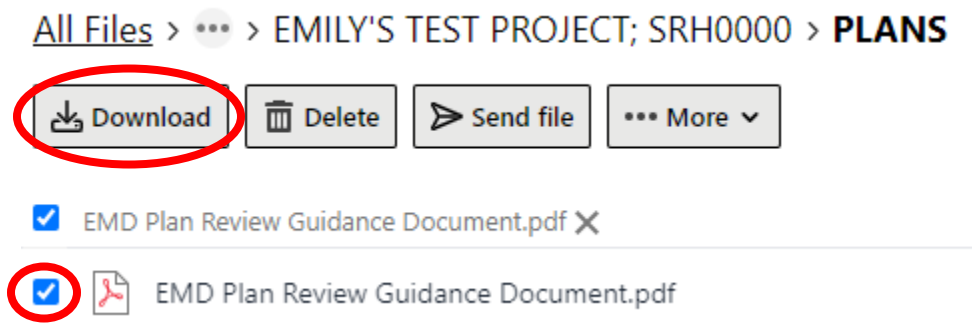 All Files > ••• > EMILY'S TEST PROJECT; SRH0000 > PLANS
Download Delete Send file ••• More
EMD Plan Review Guidance Document.pdf
EMD Plan Review Guidance Document.pdf